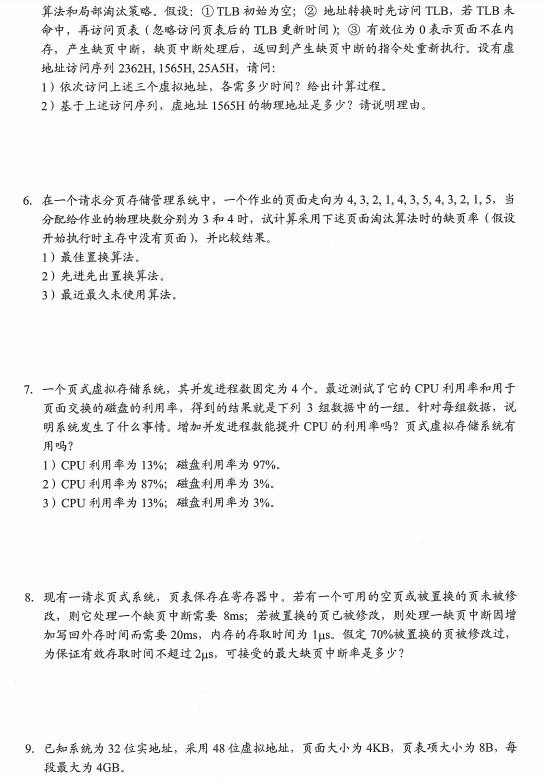 算法和局部淘汰策略。假设：① TLB 初始为空；② 地址转换时先访问 TLB，若 TLB 未
命中，再访问页表（忽略访问页表后的 TLB 更新时间）；③ 有效位为 0 表示页面不在内
存，产生缺页中断，缺页中断处理后，返回到产生缺页中断的指令处重新执行。设有虚
地址访问序列 2362H, 1565H, 25A5H，请问：
1）依次访问上述三个虚拟地址，各需多少时间？给出计算过程。
2）基于上述访问序列，虚地址 1565H 的物理地址是多少？请说明理由。
6. 在一个请求分页存储管理系统中，一个作业的页面走向为 4, 3, 2, 1, 4, 3, 5, 4, 3, 2, 1, 5，当
分配给作业的物理块数分别为 3 和 4 时，试计算采用下述页面淘汰算法时的缺页率（假设
开始执行时主存中没有页面），并比较结果。
1）最佳置换算法。
2）先进先出置换算法。
3）最近最久未使用算法。
7. 一个页式虚拟存储系统，其并发进程数固定为 4 个。最近测试了它的 CPU 利用率和用于
页面交换的磁盘的利用率，得到的结果就是下列 3 组数据中的一组。针对每组数据，说
明系统发生了什么事情。增加并发进程数能提升 CPU 的利用率吗？页式虚拟存储系统有
用吗？
1）CPU 利用率为 13%；磁盘利用率为 97%。
2）CPU 利用率为 87%；磁盘利用率为 3%。
3）CPU 利用率为 13%；磁盘利用率为 3%。
8. 现有一请求页式系统，页表保存在寄存器中。若有一个可用的空页或被置换的页未被修
改，则它处理一个缺页中断需要 8ms；若被置换的页已被修改，则处理一缺页中断因增
加写回外存时间而需要 20ms，内存的存取时间为 1μs。假定 70%被置换的页被修改过，
为保证有效存取时间不超过 2μs，可接受的最大缺页中断率是多少？
9. 已知系统为 32 位实地址，采用 48 位虚拟地址，页面大小为 4KB，页表项大小为 8B，每
段最大为 4GB。